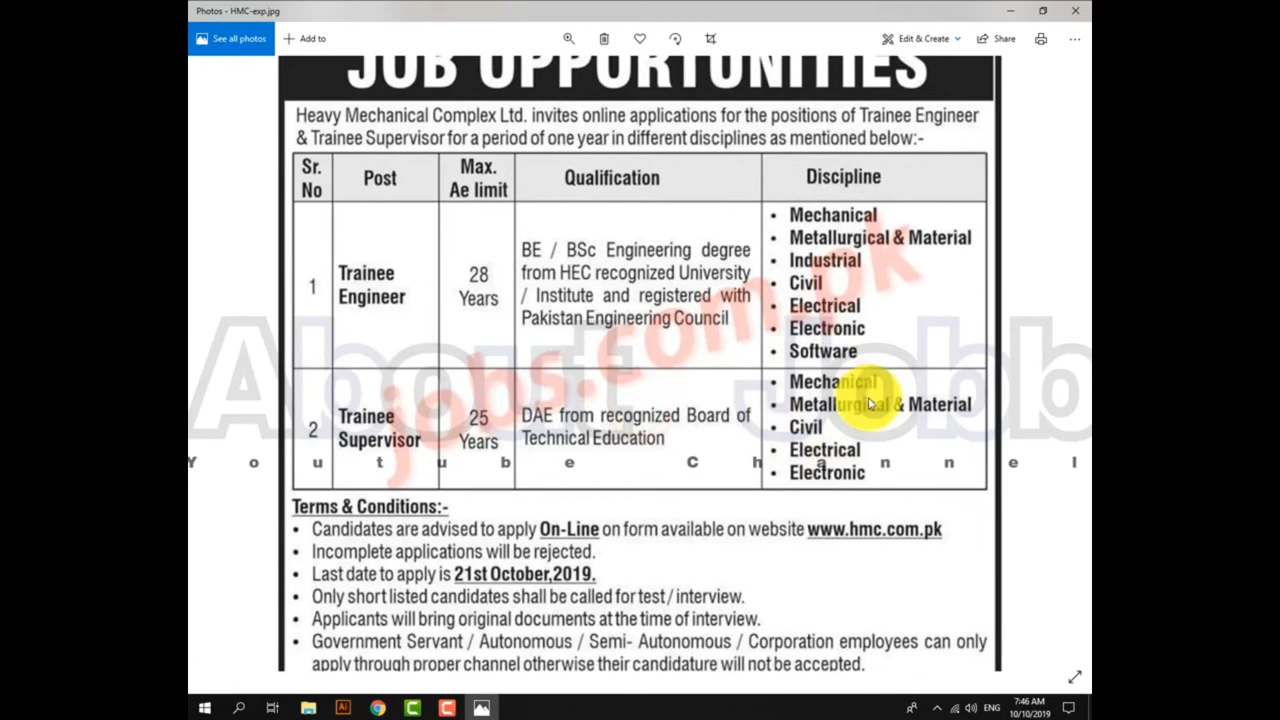 Photos - HMC-exp.jpg
See all photos
Add to
Edit & Create
Share
JOB OPPORTUNITIES
Heavy Mechanical Complex Ltd. invites online applications for the positions of Trainee Engineer
& Trainee Supervisor for a period of one year in different disciplines as mentioned below:-
Sr.
No
Post
Max.
Ae limit
Qualification
Discipline
1
Trainee
Engineer
28
Years
BE / BSc Engineering degree
from HEC recognized University
/ Institute and registered with
Pakistan Engineering Council
• Mechanical
• Metallurgical & Material
• Industrial
• Civil
• Electrical
• Electronic
• Software
2
Trainee
Supervisor
25
Years
DAE from recognized Board of
Technical Education
• Mechanical
• Metallurgical & Material
• Civil
• Electrical
• Electronic
Terms & Conditions:-
• Candidates are advised to apply On-Line on form available on website www.hmc.com.pk
• Incomplete applications will be rejected.
• Last date to apply is 21st October,2019.
• Only short listed candidates shall be called for test / interview.
• Applicants will bring original documents at the time of interview.
• Government Servant / Autonomous / Semi- Autonomous / Corporation employees can only
apply through proper channel otherwise their candidature will not be accepted.
jobs.com.pk
About Jobb
Youtube Channel
ENG
7:46 AM
10/10/2019